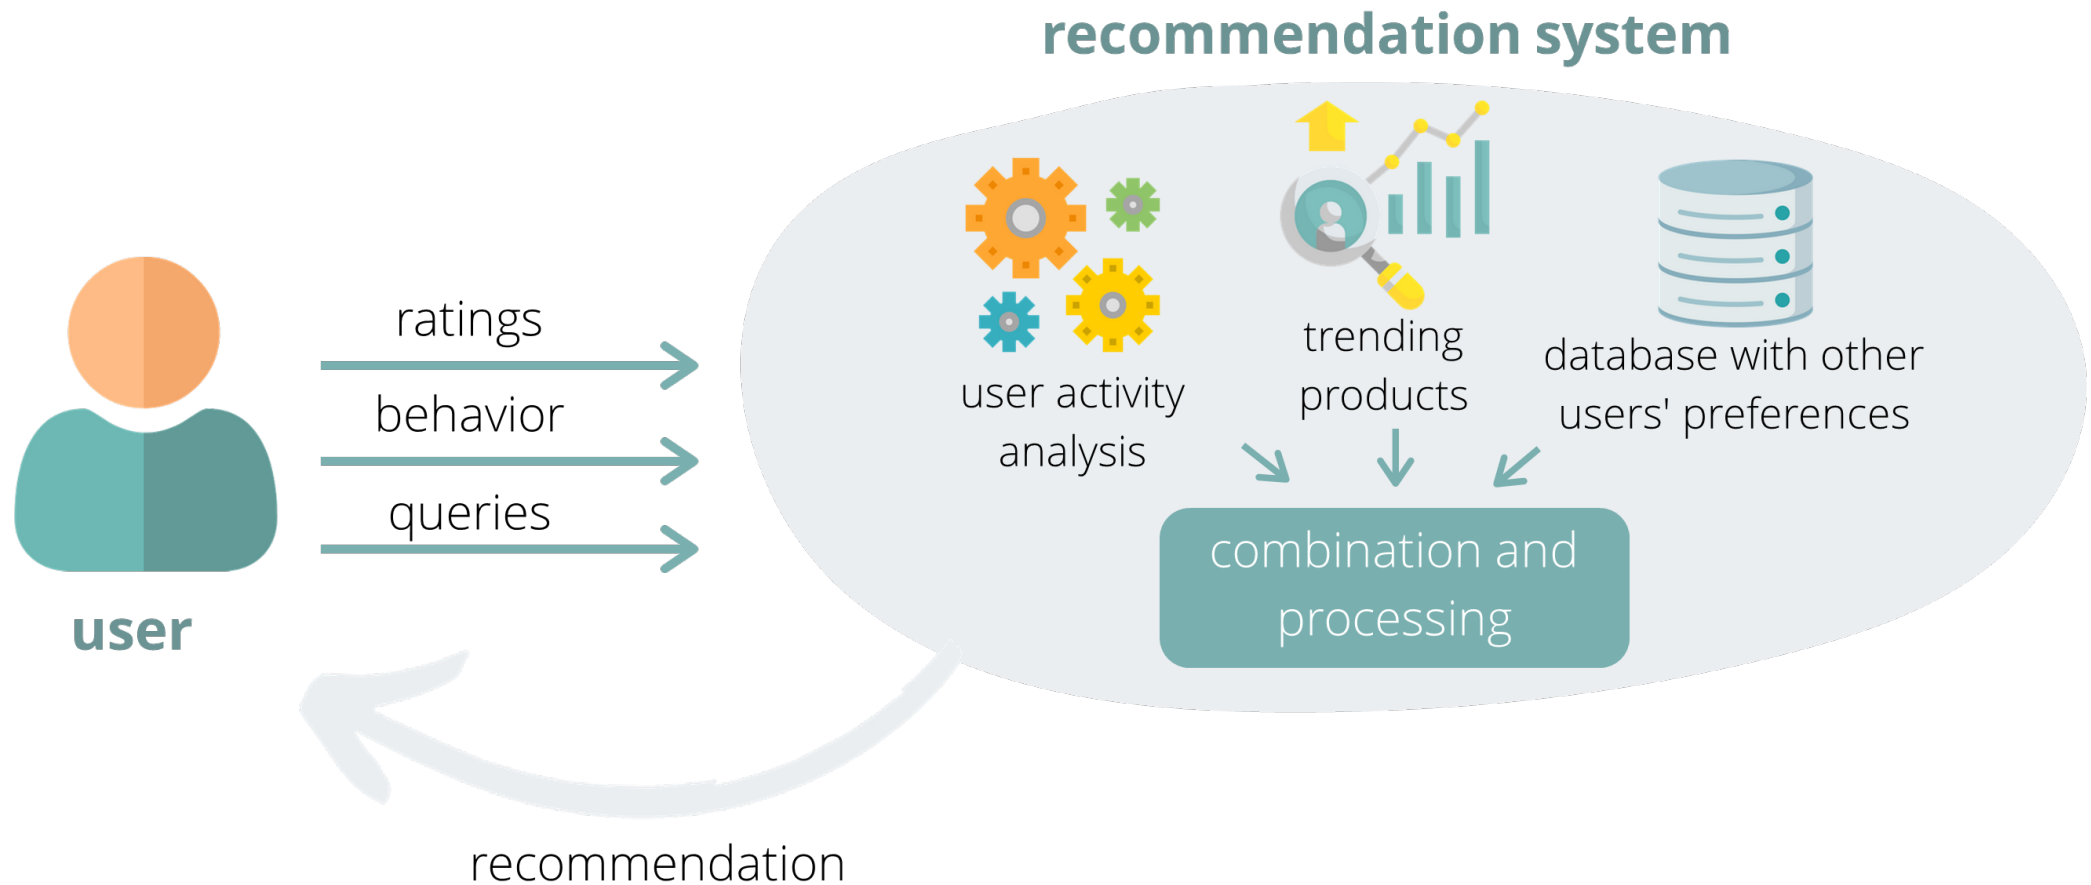 recommendation system
ratings
behavior
queries
user
user activity
analysis
trending
products
database with other
users' preferences
combination and
processing
recommendation